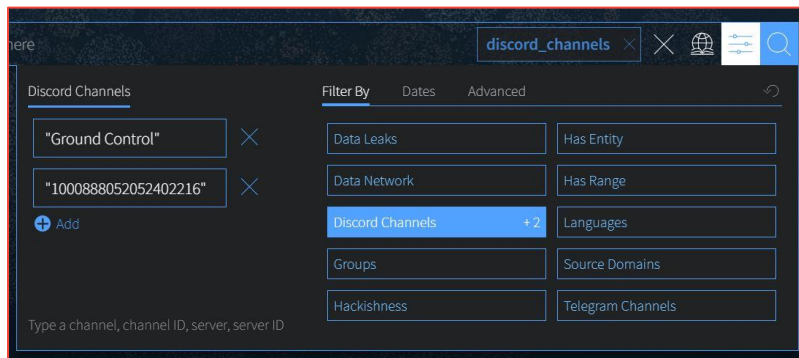 discord_channels
Discord Channels
"Ground Control"
"1000888052052402216"
Add
Type a channel, channel ID, server, server ID
Filter By Dates Advanced
Data Leaks Has Entity
Data Network Has Range
Discord Channels +2 Languages
Groups Source Domains
Hackishness Telegram Channels